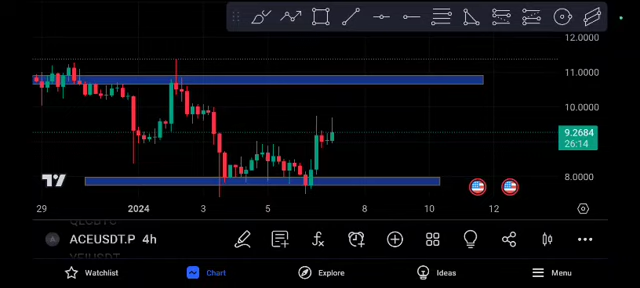 12.0000
11.0000
10.0000
9.2684
26:14
8.0000
29 2024 3 5 8 10 12
ACEUSDT.P 4h
Watchlist Chart Explore Ideas Menu